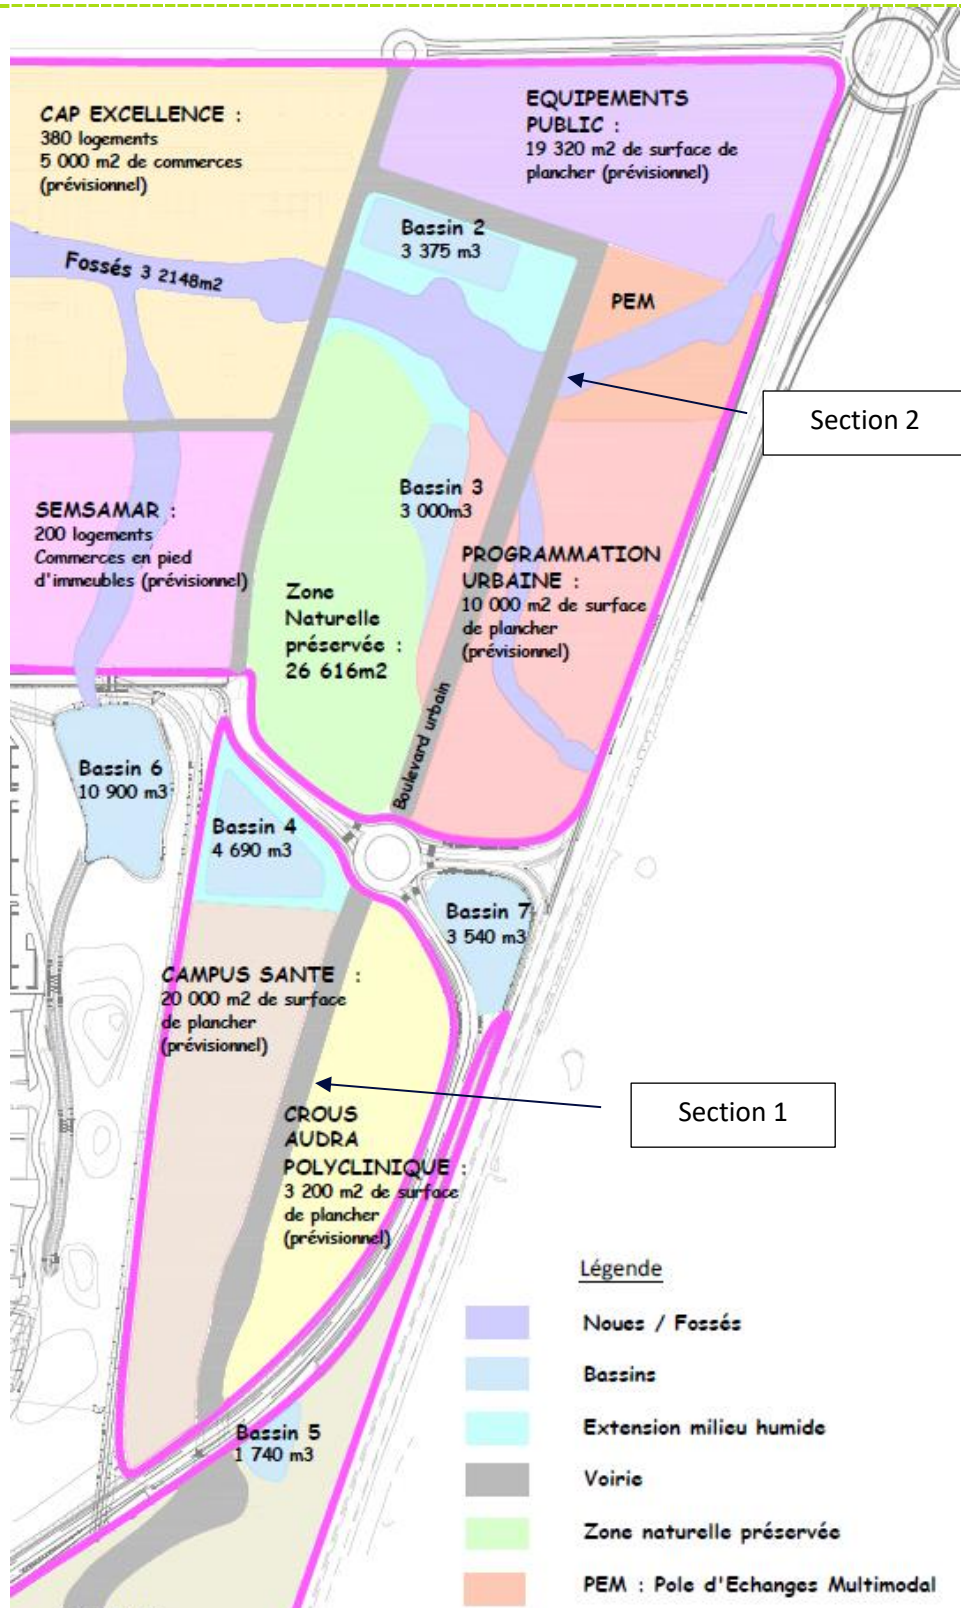 CAP EXCELLENCE :
380 logements
5 000 m2 de commerces
(prévisionnel)
EQUIPEMENTS
PUBLIC :
19 320 m2 de surface de
plancher (prévisionnel)
Bassin 2
3 375 m3
Fossés 3 2148m2
PEM
Section 2
Bassin 3
3 000m3
SEMSAMAR :
200 logements
Commerces en pied
d'immeubles (prévisionnel)
PROGRAMMATION
URBAINE :
10 000 m2 de surface
de plancher
(prévisionnel)
Zone
Naturelle
préservée :
26 616m2
Boulevard urbain
Bassin 6
10 900 m3
Bassin 4
4 690 m3
Bassin 7
3 540 m3
CAMPUS SANTE :
20 000 m2 de surface
de plancher
(prévisionnel)
Section 1
CROUS
AUDRA
POLYCLINIQUE :
3 200 m2 de surface
de plancher
(prévisionnel)
Bassin 5
1 740 m3
Légende
Noues / Fossés
Bassins
Extension milieu humide
Voirie
Zone naturelle préservée
PEM : Pole d'Echanges Multimodal